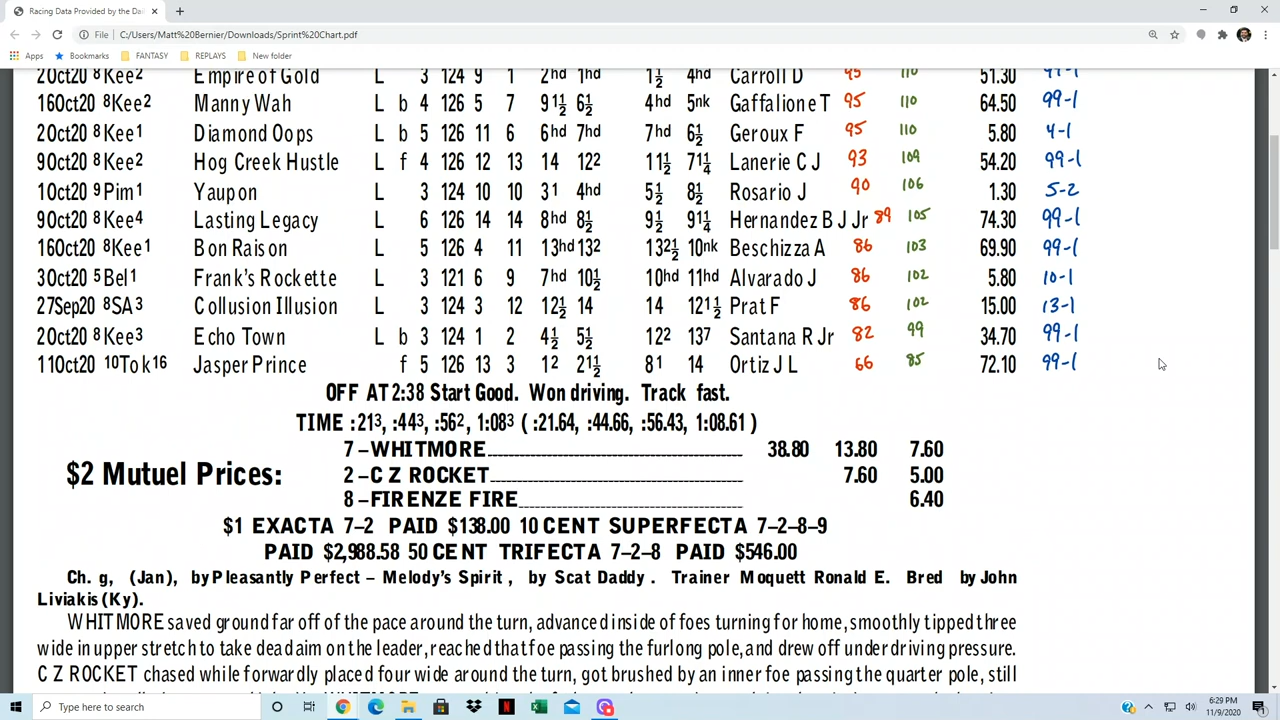 Racing Data Provided by the Dail
File
C:/Users/Matt%20Bernier/Downloads/Sprint%20Chart.pdf
Apps Bookmarks FANTASY REPLAYS New folder
2Oct20 8Kee2 Empire of Gold L 3 124 9 1 2hd 1hd 1½ 4hd Carroll D 95 110 51.30 99-1
16Oct20 8Kee2 Manny Wah L b 4 126 5 7 9 1½ 6½ 4hd 5nk Gaffalione T 95 110 64.50 99-1
2Oct20 8Kee1 Diamond Oops L b 5 126 11 6 6hd 7hd 7hd 6½ Geroux F 95 110 5.80 4-1
9Oct20 8Kee2 Hog Creek Hustle L f 4 126 12 13 14 122 11½ 7 1¼ Lanerie C J 93 109 54.20 99-1
1Oct20 9Pim1 Yaupon L 3 124 10 10 31 4hd 5½ 8½ Rosario J 90 106 1.30 5-2
9Oct20 8Kee4 Lasting Legacy L 6 126 14 14 8hd 8½ 9½ 9 1¼ Hernandez B J Jr 89 105 74.30 99-1
16Oct20 8Kee1 Bon Raison L 5 126 4 11 13hd 132 13 2½ 10nk Beschizza A 86 103 69.90 99-1
3Oct20 5Bel1 Frank's Rockette L 3 121 6 9 7hd 10½ 10hd 11hd Alvarado J 86 102 5.80 10-1
27Sep20 8SA3 Collusion Illusion L 3 124 3 12 12½ 14 14 12 1½ Prat F 86 102 15.00 13-1
2Oct20 8Kee3 Echo Town L b 3 124 1 2 4½ 5½ 122 137 Santana R Jr 82 99 34.70 99-1
11Oct20 10Tok16 Jasper Prince f 5 126 13 3 12 2 1½ 81 14 Ortiz J L 66 85 72.10 99-1
OFF AT 2:38 Start Good. Won driving. Track fast.
TIME :213, :443, :562, 1:083 ( :21.64, :44.66, :56.43, 1:08.61 )
$2 Mutuel Prices:
7 –WHITMORE 38.80 13.80 7.60
2 –C Z ROCKET 7.60 5.00
8 –FIRENZE FIRE 6.40
$1 EXACTA 7–2 PAID $138.00 10 CENT SUPERFECTA 7–2–8–9
PAID $2,988.58 50 CENT TRIFECTA 7–2–8 PAID $546.00
Ch. g, (Jan), by Pleasantly Perfect – Melody's Spirit , by Scat Daddy . Trainer Moquett Ronald E. Bred by John
Liviakis (Ky).
WHITMORE saved ground far off of the pace around the turn, advanced inside of foes turning for home, smoothly tipped three
wide in upper stretch to take dead aim on the leader, reached that foe passing the furlong pole, and drew off under driving pressure.
C Z ROCKET chased while forwardly placed four wide around the turn, got brushed by an inner foe passing the quarter pole, still
Type here to search
6:29 PM
11/9/2020